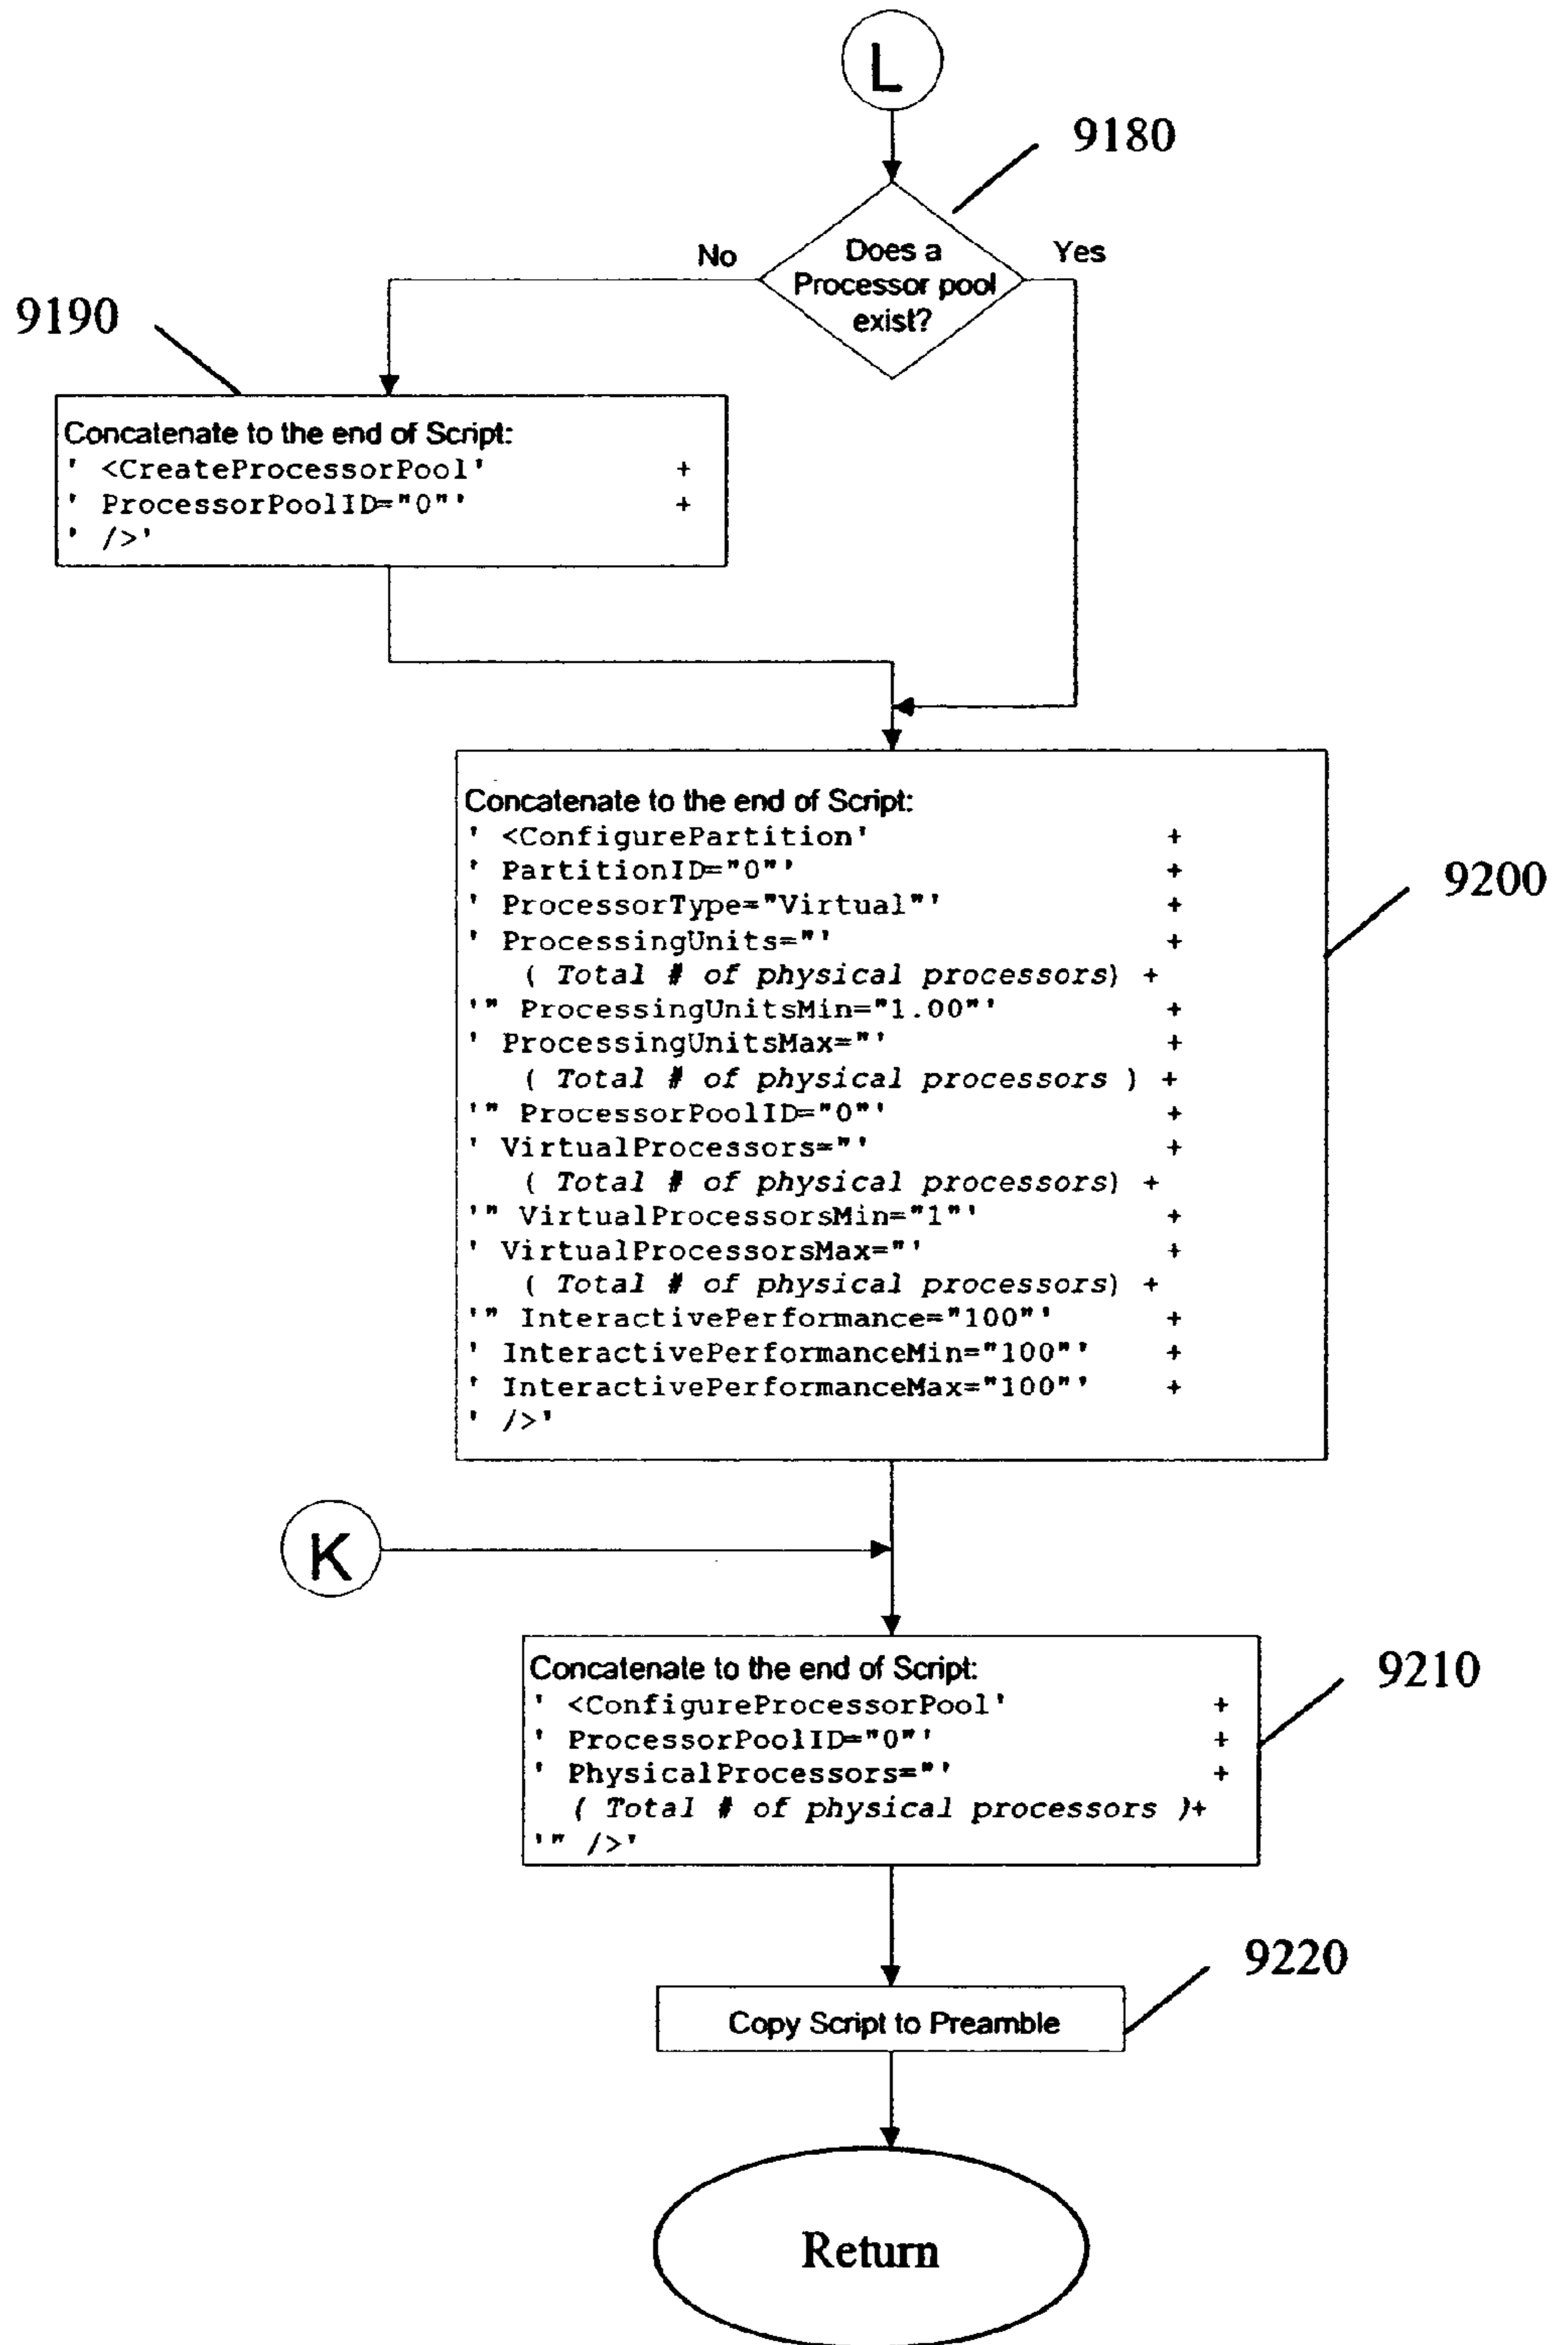 L
9180
No
Does a
Yes
Processor pool
exist?
9190
Concatenate to the end of Script:
' <CreateProcessorPool' +
' ProcessorPoolID="0"' +
' />'
Concatenate to the end of Script:
' <ConfigurePartition' +
' PartitionID="0"' +
' ProcessorType="Virtual"' +
' ProcessingUnits="' +
( Total # of physical processors) +
'" ProcessingUnitsMin="1.00"' +
' ProcessingUnitsMax="' +
( Total # of physical processors ) +
'" ProcessorPoolID="0"' +
' VirtualProcessors="' +
( Total # of physical processors) +
'" VirtualProcessorsMin="1"' +
' VirtualProcessorsMax="' +
( Total # of physical processors) +
'" InteractivePerformance="100"' +
' InteractivePerformanceMin="100"' +
' InteractivePerformanceMax="100"' +
' />'
9200
K
Concatenate to the end of Script:
' <ConfigureProcessorPool' +
' ProcessorPoolID="0"' +
' PhysicalProcessors="' +
( Total # of physical processors )+
'" />'
9210
9220
Copy Script to Preamble
Return